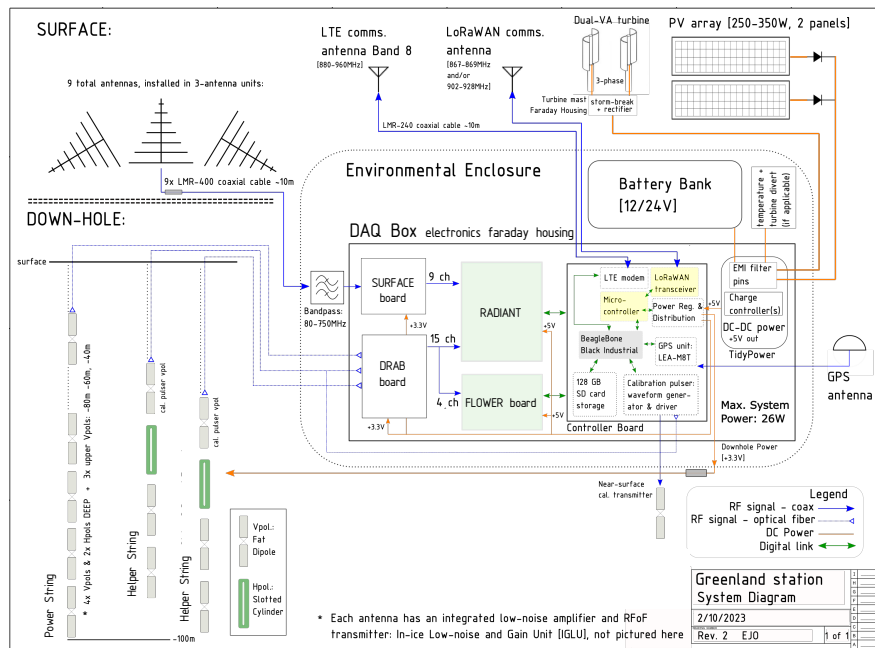 SURFACE:
9 total antennas, installed in 3-antenna units:
9x LMR-400 coaxial cable ~10m
LTE comms.
antenna Band 8
[880-960MHz]
LoRaWAN comms.
antenna
[867-869MHz
and/or
902-928MHz]
LMR-240 coaxial cable ~10m
Dual-VA turbine
3-phase
Turbine mast
Faraday Housing
storm-break
+ rectifier
PV array [250-350W, 2 panels]
DOWN-HOLE:
surface
Environmental Enclosure
Battery Bank
[12/24V]
temperature +
turbine divert
(if applicable)
DAQ Box electronics faraday housing
Bandpass:
80-750MHz
SURFACE
board
9 ch
+3.3V
DRAB
board
15 ch
4 ch
+3.3V
RADIANT
+5V
FLOWER board
+5V
LTE modem
LoRaWAN
transceiver
Micro-
controller
Power Reg. &
Distribution
+5V
BeagleBone
Black Industrial
GPS unit:
LEA-M8T
128 GB
SD card
storage
Calibration pulser:
waveform gener-
ator & driver
Controller Board
EMI filter
pins
Charge
controller(s)
DC-DC power
+5V out
TidyPower
GPS
antenna
Max. System
Power: 26W
Downhole Power
[+3.3V]
Near-surface
cal. transmitter
cal. pulser vpol
cal. pulser vpol
Power String
* 4x Vpols & 2x Hpols DEEP + 3x upper Vpols: -80m -60m, -40m
Helper String
Helper String
~100m
Vpol.:
Fat
Dipole
Hpol.:
Slotted
Cylinder
Legend
RF signal - coax
RF signal - optical fiber
DC Power
Digital link
* Each antenna has an integrated low-noise amplifier and RFoF
transmitter: In-ice Low-noise and Gain Unit [IGLU], not pictured here
Greenland station
System Diagram
2/10/2023
Rev. 2 EJO
1 of 1